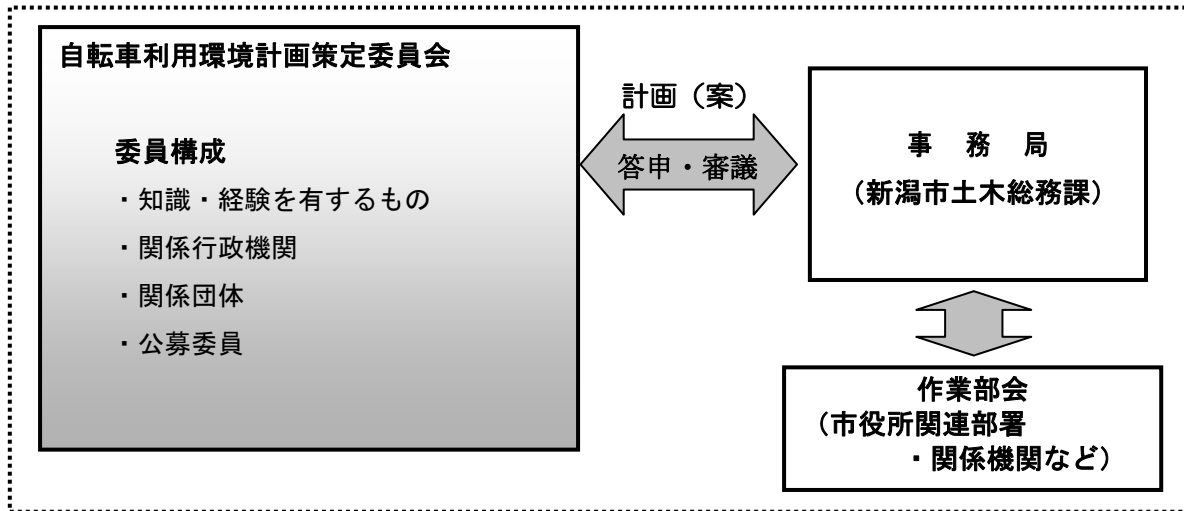 自転車利用環境計画策定委員会
委員構成
・知識・経験を有するもの
・関係行政機関
・関係団体
・公募委員
計画（案）
答申・審議
事　務　局
（新潟市土木総務課）
作業部会
（市役所関連部署
・関係機関など）